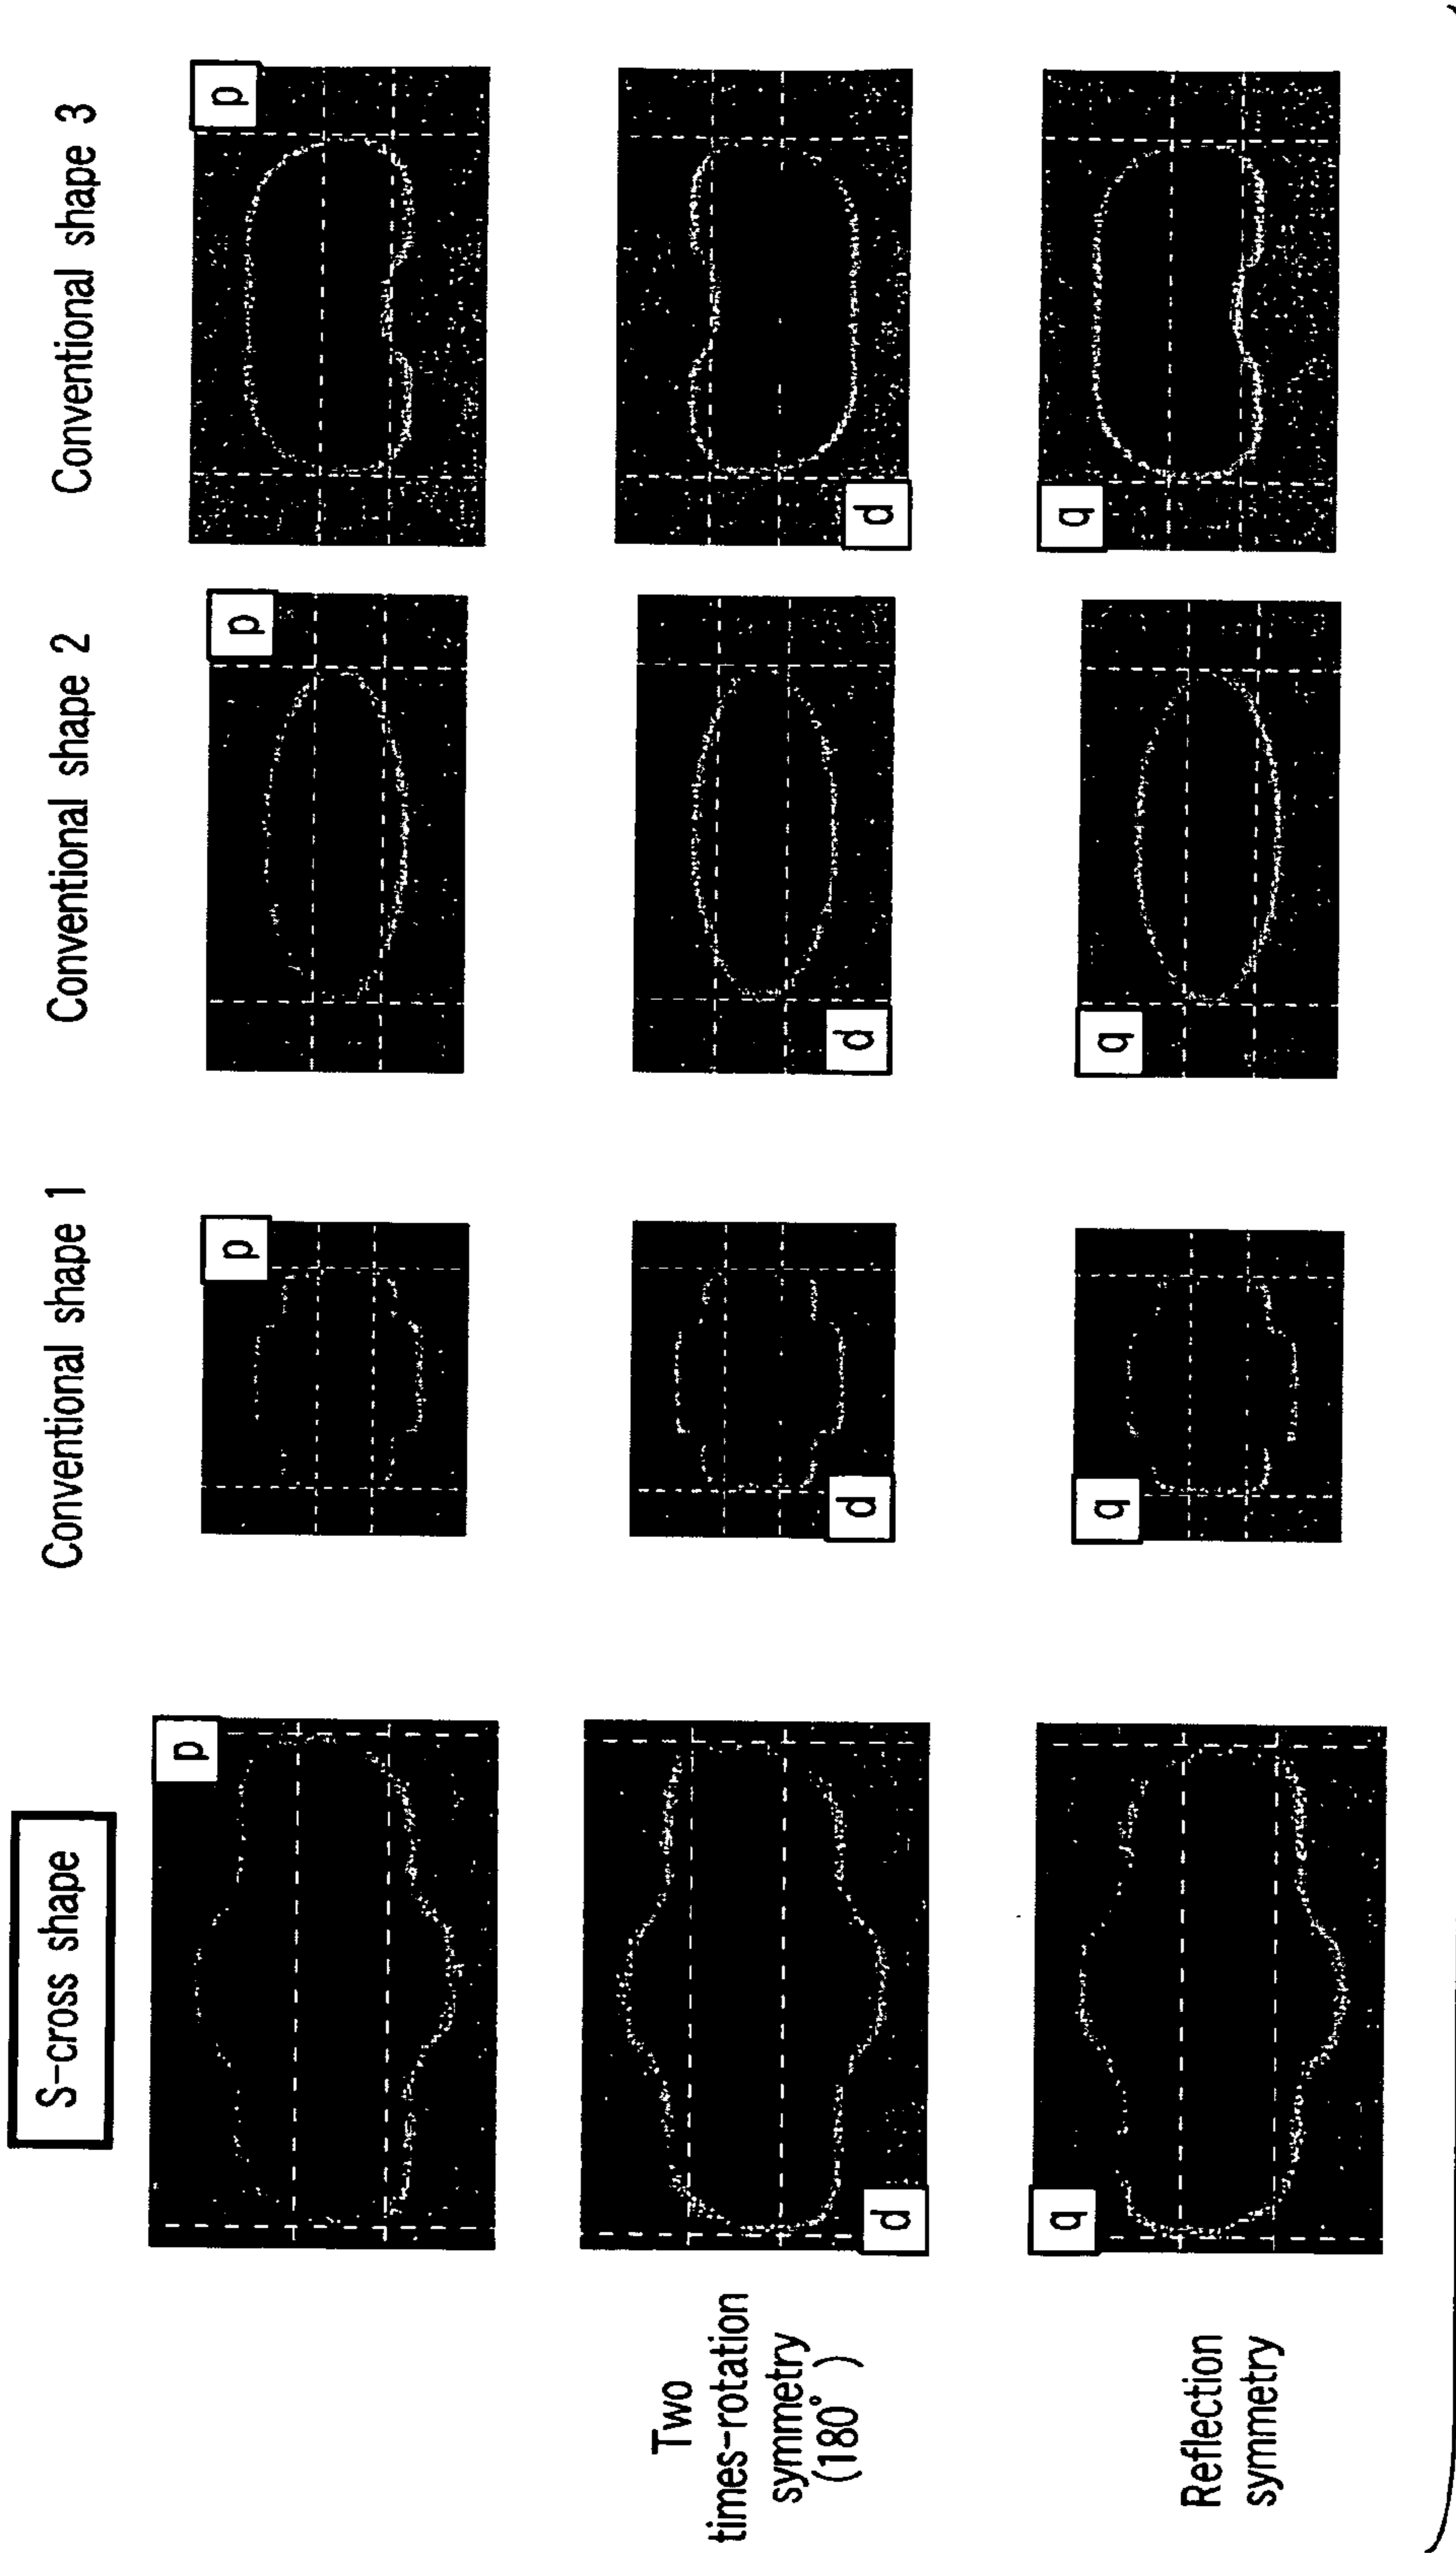 S-cross shape
Conventional shape 1
Conventional shape 2
Conventional shape 3
p
p
p
p
Two
times-rotation
symmetry
(180°)
d
d
d
d
Reflection
symmetry
q
q
q
q